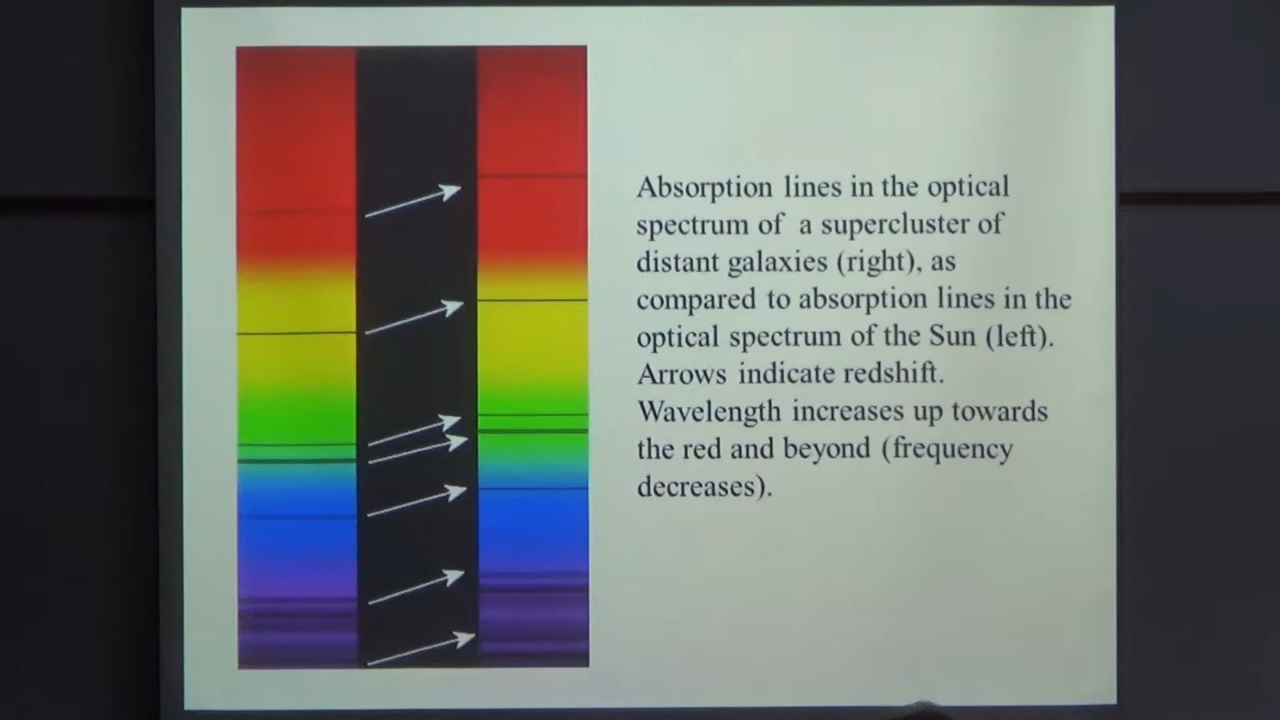 Absorption lines in the optical
spectrum of a supercluster of
distant galaxies (right), as
compared to absorption lines in the
optical spectrum of the Sun (left).
Arrows indicate redshift.
Wavelength increases up towards
the red and beyond (frequency
decreases).